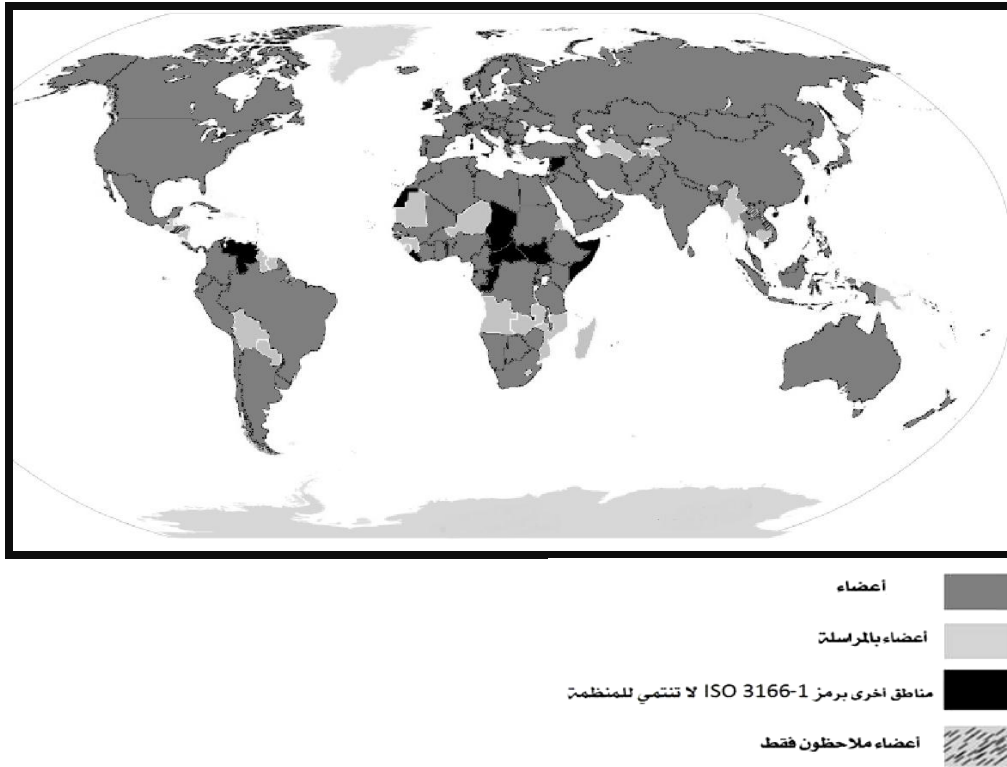 أعضاء
أعضاء بالمراسلة
مناطق أخرى برمز ISO 3166-1 لا تنتمي للمنظمة
أعضاء ملاحظون فقط